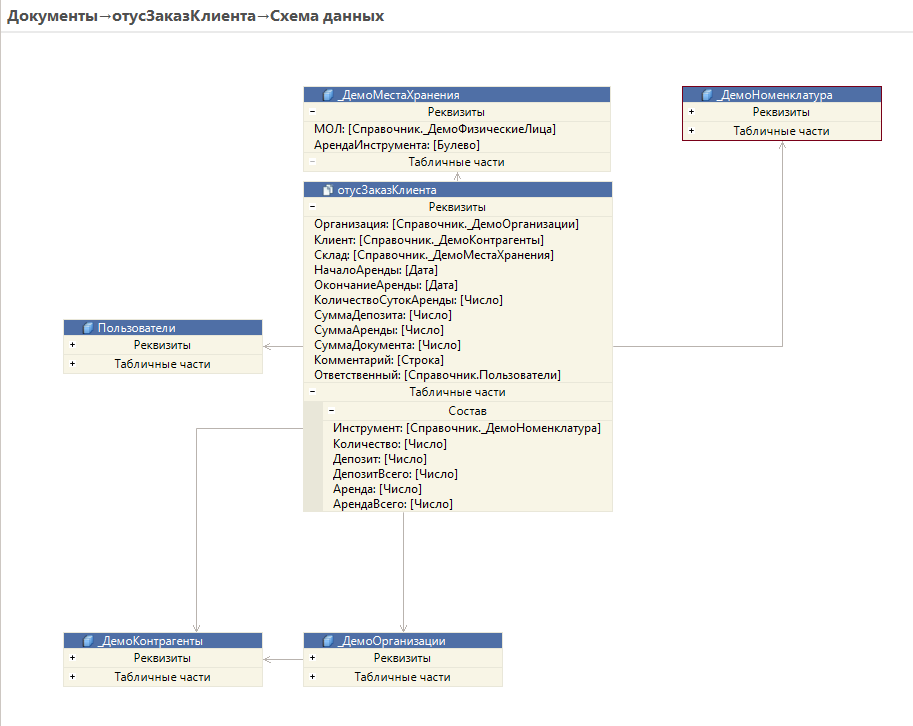 Документы→отусЗаказКлиента→Схема данных
_ДемоМестаХранения
− Реквизиты
МОЛ: [Справочник._ДемоФизическиеЛица]
АрендаИнструмента: [Булево]
− Табличные части
_ДемоНоменклатура
+ Реквизиты
+ Табличные части
отусЗаказКлиента
− Реквизиты
Организация: [Справочник._ДемоОрганизации]
Клиент: [Справочник._ДемоКонтрагенты]
Склад: [Справочник._ДемоМестаХранения]
НачалоАренды: [Дата]
ОкончаниеАренды: [Дата]
КоличествоСутокАренды: [Число]
СуммаДепозита: [Число]
СуммаАренды: [Число]
СуммаДокумента: [Число]
Комментарий: [Строка]
Ответственный: [Справочник.Пользователи]
− Табличные части
− Состав
Инструмент: [Справочник._ДемоНоменклатура]
Количество: [Число]
Депозит: [Число]
ДепозитВсего: [Число]
Аренда: [Число]
АрендаВсего: [Число]
Пользователи
+ Реквизиты
+ Табличные части
_ДемоКонтрагенты
+ Реквизиты
+ Табличные части
_ДемоОрганизации
+ Реквизиты
+ Табличные части